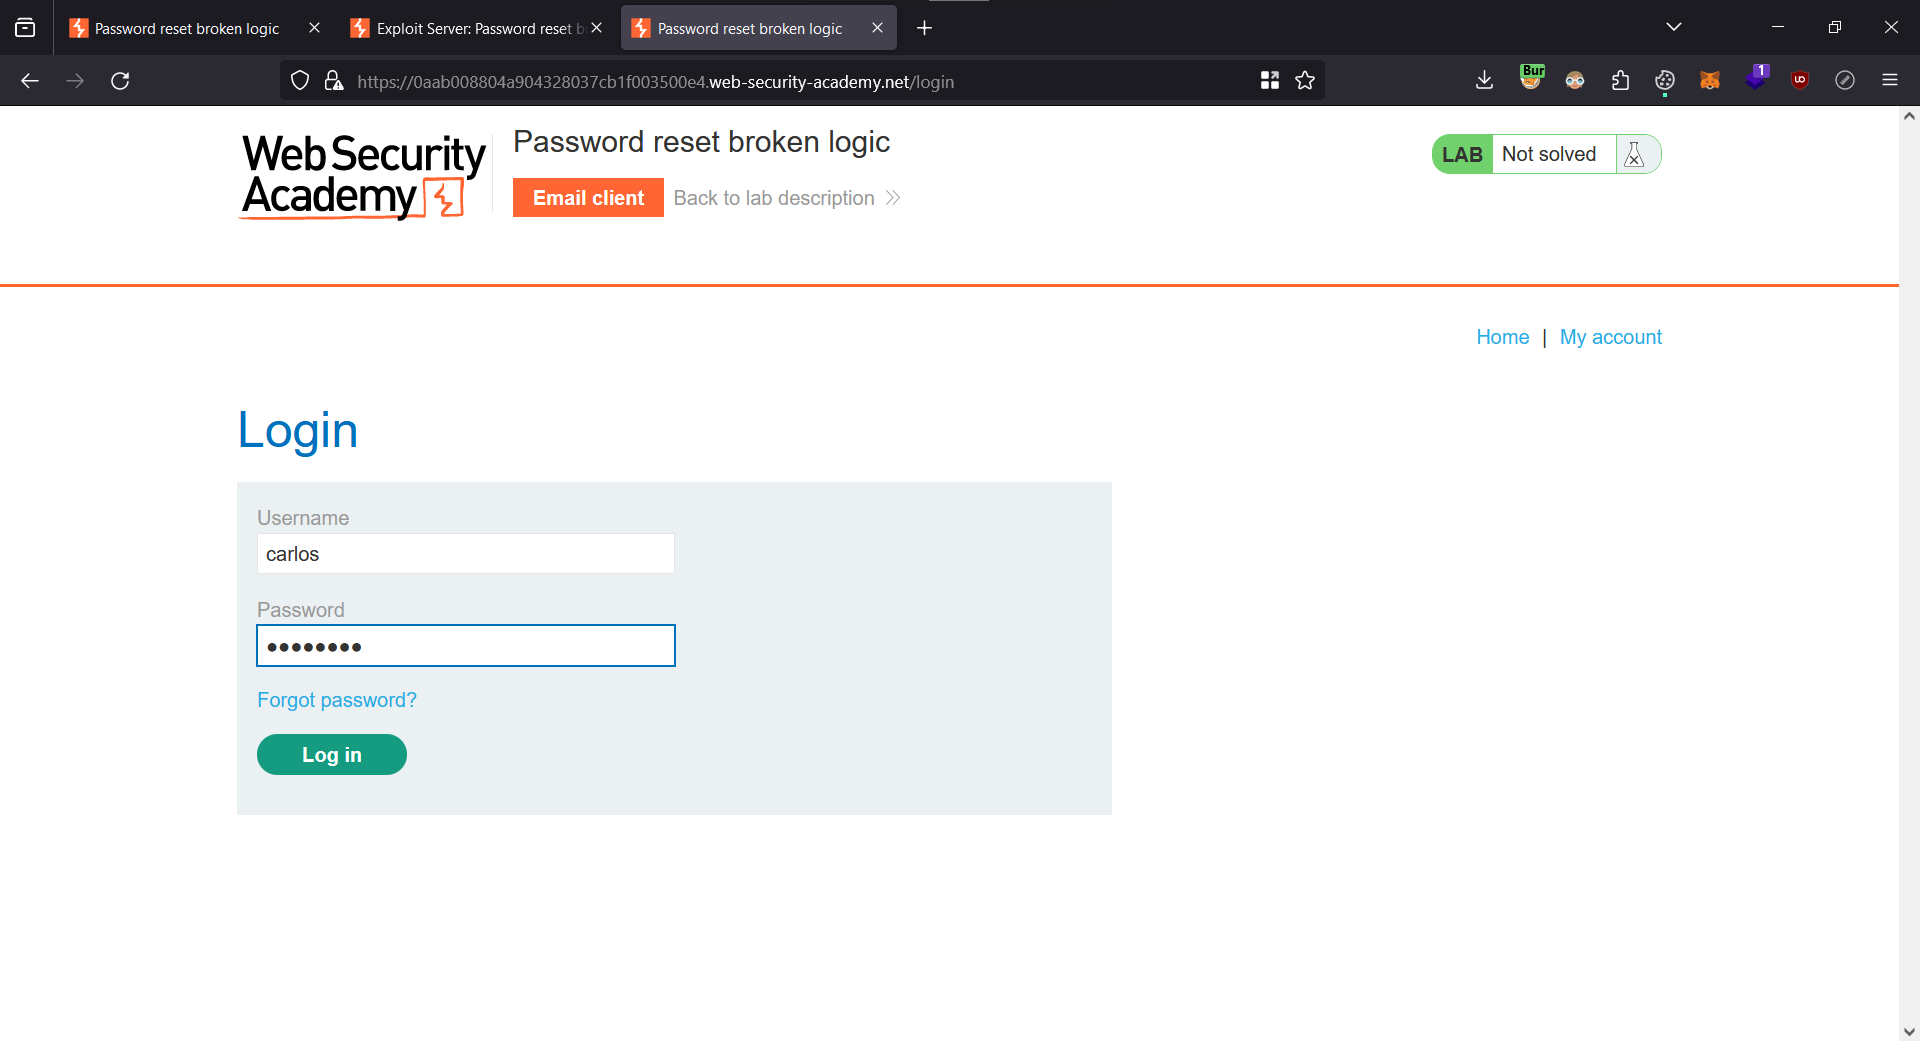 Password reset broken logic
Exploit Server: Password reset b
Password reset broken logic
https://0aab008804a904328037cb1f003500e4.web-security-academy.net/login
Bur
1
Web Security
Academy
Password reset broken logic
Email client
Back to lab description
LAB
Not solved
Home | My account
Login
Username
carlos
Password
Forgot password?
Log in